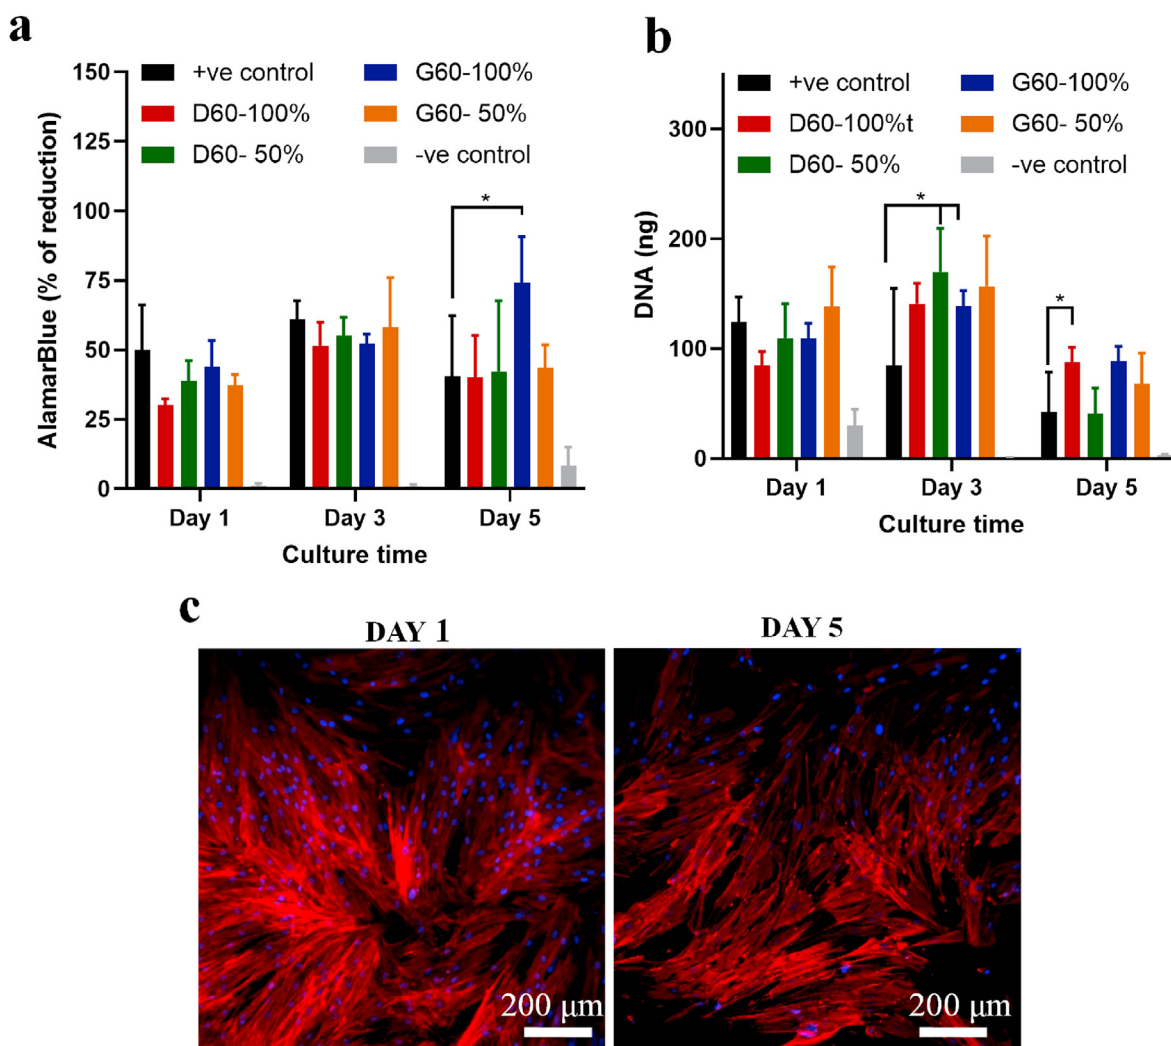 a
AlamarBlue (% of reduction)
150
125
100
75
50
25
0
+ve control
D60-100%
D60- 50%
G60-100%
G60- 50%
-ve control
*
Day 1
Day 3
Day 5
Culture time
b
DNA (ng)
300
200
100
0
+ve control
D60-100%t
D60- 50%
G60-100%
G60- 50%
-ve control
*
*
Day 1
Day 3
Day 5
Culture time
c
DAY 1
DAY 5
200 μm
200 μm